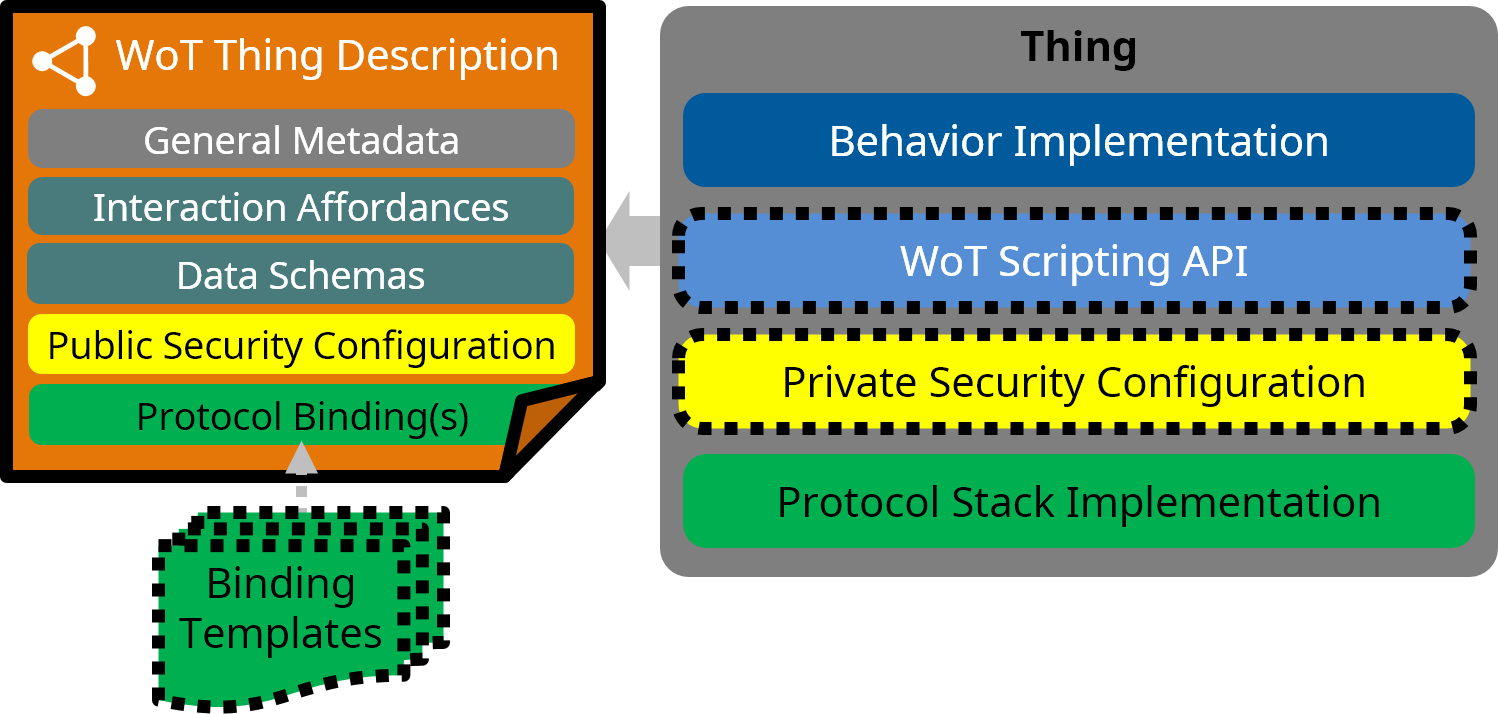 WoT Thing Description
General Metadata
Interaction Affordances
Data Schemas
Public Security Configuration
Protocol Binding(s)
Binding
Templates
Thing
Behavior Implementation
WoT Scripting API
Private Security Configuration
Protocol Stack Implementation